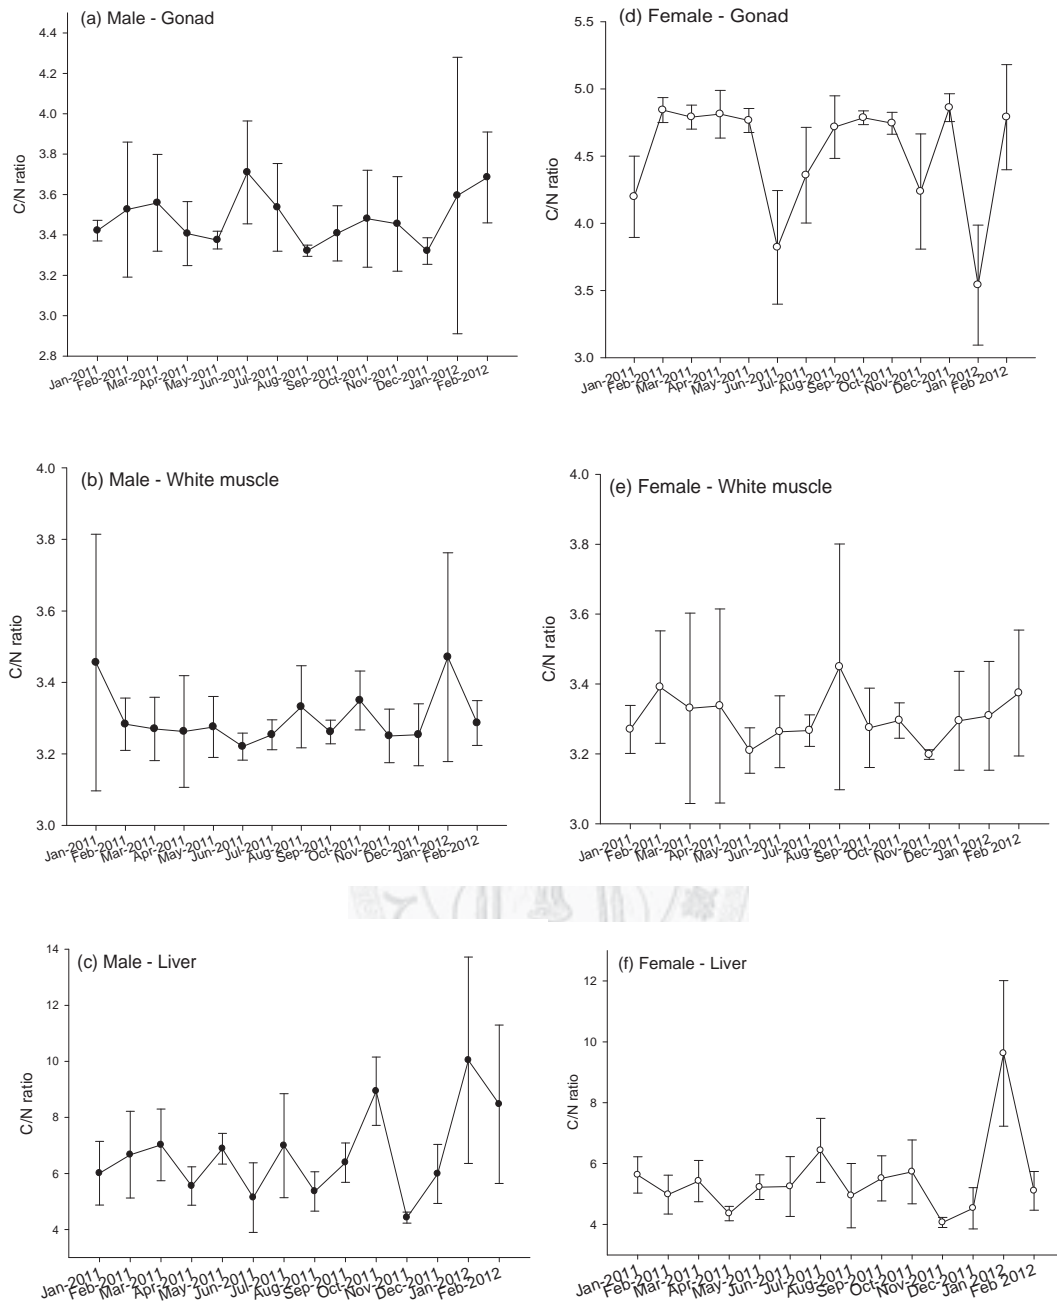 (a) Male - Gonad
C/N ratio
4.4
4.2
4.0
3.8
3.6
3.4
3.2
3.0
2.8
Jan-2011
Feb-2011
Mar-2011
Apr-2011
May-2011
Jun-2011
Jul-2011
Aug-2011
Sep-2011
Oct-2011
Nov-2011
Dec-2011
Jan-2012
Feb-2012
(d) Female - Gonad
C/N ratio
5.5
5.0
4.5
4.0
3.5
3.0
Jan-2011
Feb-2011
Mar-2011
Apr-2011
May-2011
Jun-2011
Jul-2011
Aug-2011
Sep-2011
Oct-2011
Nov-2011
Dec-2011
Jan 2012
Feb 2012
(b) Male - White muscle
C/N ratio
4.0
3.8
3.6
3.4
3.2
3.0
Jan-2011
Feb-2011
Mar-2011
Apr-2011
May-2011
Jun-2011
Jul-2011
Aug-2011
Sep-2011
Oct-2011
Nov-2011
Dec-2011
Jan-2012
Feb-2012
(e) Female - White muscle
C/N ratio
4.0
3.8
3.6
3.4
3.2
3.0
Jan-2011
Feb-2011
Mar-2011
Apr-2011
May-2011
Jun-2011
Jul-2011
Aug-2011
Sep-2011
Oct-2011
Nov-2011
Dec-2011
Jan 2012
Feb 2012
(c) Male - Liver
C/N ratio
14
12
10
8
6
4
Jan-2011
Feb-2011
Mar-2011
Apr-2011
May-2011
Jun-2011
Jul-2011
Aug-2011
Sep-2011
Oct-2011
Nov-2011
Dec-2011
Jan-2012
Feb-2012
(f) Female - Liver
C/N ratio
12
10
8
6
4
Jan-2011
Feb-2011
Mar-2011
Apr-2011
May-2011
Jun-2011
Jul-2011
Aug-2011
Sep-2011
Oct-2011
Nov-2011
Dec-2011
Jan 2012
Feb 2012